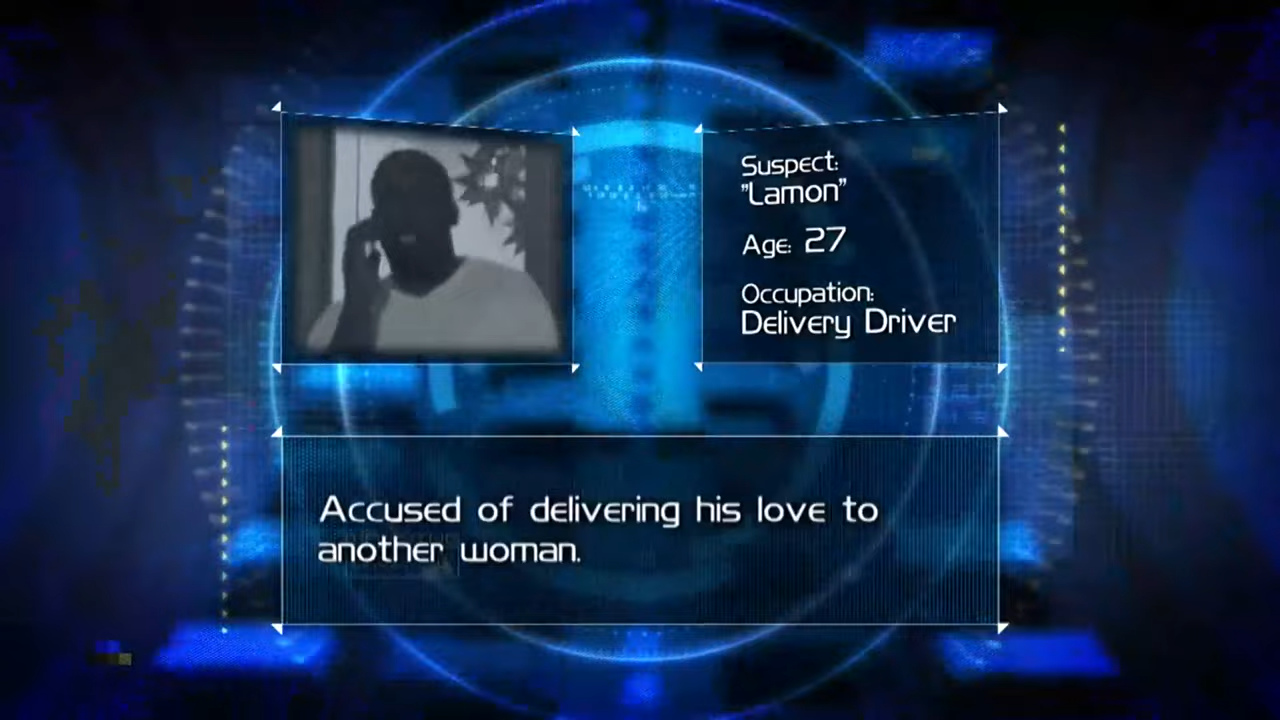 Suspect:
"Lamon"
Age: 27
Occupation:
Delivery Driver
Accused of delivering his love to
another woman.